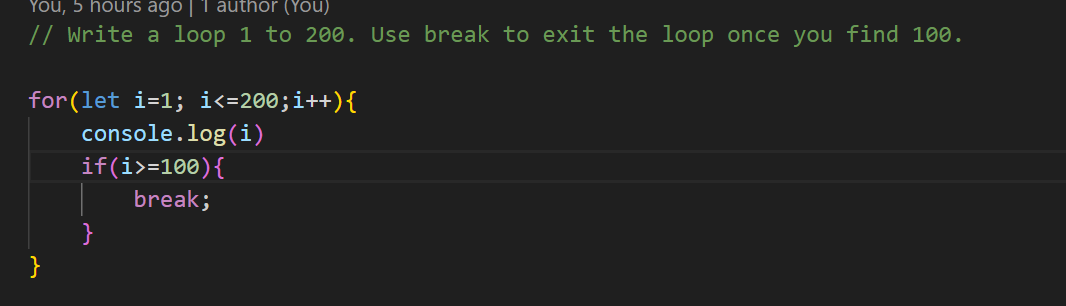 You, 5 hours ago | 1 author (You)
// Write a loop 1 to 200. Use break to exit the loop once you find 100.
for(let i=1; i<=200;i++){
    console.log(i)
    if(i>=100){
        break;
    }
}